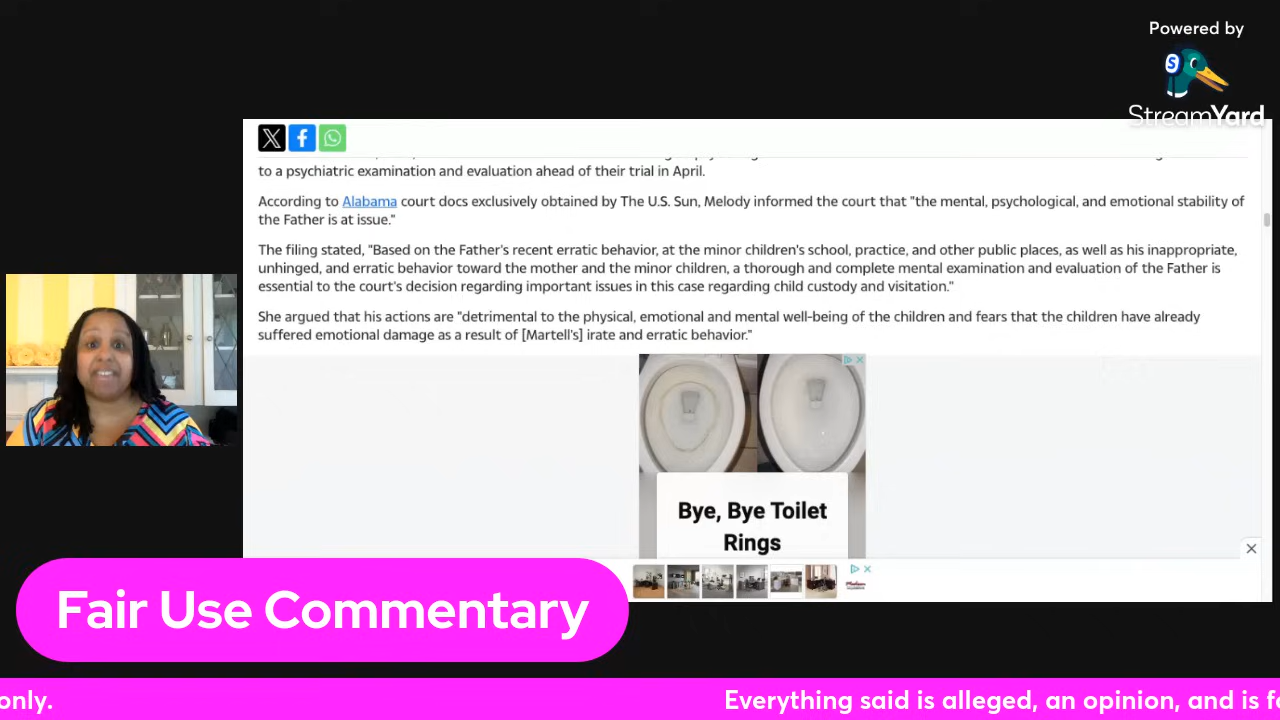 Powered by
StreamYard
to a psychiatric examination and evaluation ahead of their trial in April.
According to Alabama court docs exclusively obtained by The U.S. Sun, Melody informed the court that "the mental, psychological, and emotional stability of
the Father is at issue."
The filing stated, "Based on the Father's recent erratic behavior, at the minor children's school, practice, and other public places, as well as his inappropriate,
unhinged, and erratic behavior toward the mother and the minor children, a thorough and complete mental examination and evaluation of the Father is
essential to the court's decision regarding important issues in this case regarding child custody and visitation."
She argued that his actions are "detrimental to the physical, emotional and mental well-being of the children and fears that the children have already
suffered emotional damage as a result of [Martell's] irate and erratic behavior."
Bye, Bye Toilet
Rings
Fair Use Commentary
only.
Everything said is alleged, an opinion, and is